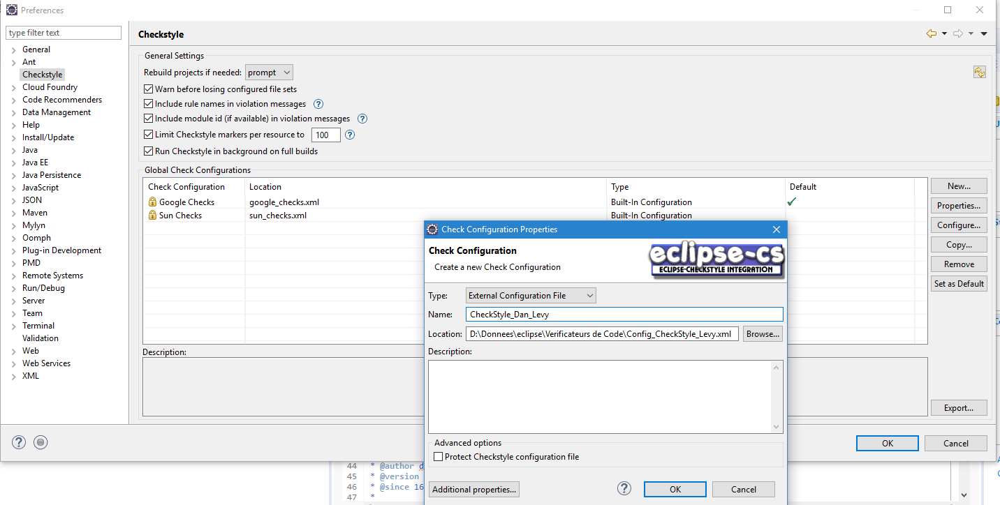 Preferences
type filter text
General
Ant
Checkstyle
Cloud Foundry
Code Recommenders
Data Management
Help
Install/Update
Java
Java EE
Java Persistence
JavaScript
JSON
Maven
Mylyn
Oomph
Plug-in Development
PMD
Remote Systems
Run/Debug
Server
Team
Terminal
Validation
Web
Web Services
XML
Checkstyle
General Settings
Rebuild projects if needed: prompt
Warn before losing configured file sets
Include rule names in violation messages
Include module id (if available) in violation messages
Limit Checkstyle markers per resource to 100
Run Checkstyle in background on full builds
Global Check Configurations
Check Configuration Location Type Default
Google Checks google_checks.xml Built-In Configuration
Sun Checks sun_checks.xml Built-In Configuration
New...
Properties...
Configure...
Copy...
Remove
Set as Default
Description:
Export...
OK Cancel
Check Configuration Properties
Check Configuration
Create a new Check Configuration
eclipse-cs
ECLIPSE-CHECKSTYLE INTEGRATION
Type: External Configuration File
Name: CheckStyle_Dan_Levy
Location: D:\Donnees\eclipse\Verificateurs de Code\Config_CheckStyle_Levy.xml Browse...
Description:
Advanced options
Protect Checkstyle configuration file
Additional properties... OK Cancel
44 * @author d
45 * @version
46 * @since 16
47 *